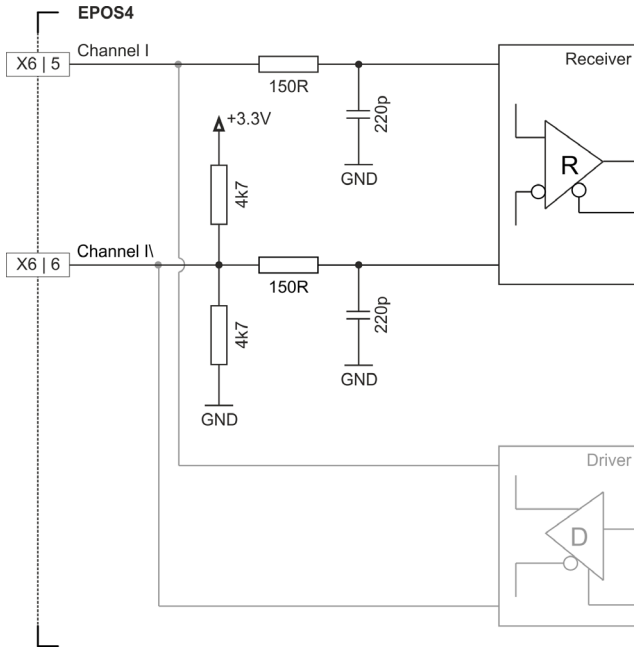 EPOS4
Channel I
X6 | 5
150R
220p
GND
Receiver
+3.3V
4k7
R
Channel I\
X6 | 6
150R
220p
GND
4k7
GND
Driver
D